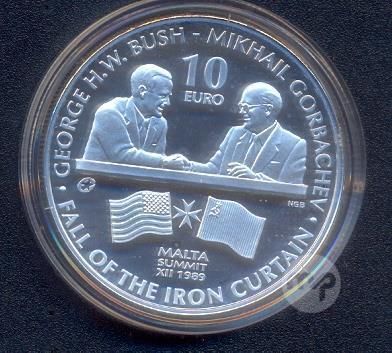 GEORGE H.W. BUSH - MIKHAIL GORBACHEV
10
EURO
NGB
MALTA
SUMMIT
XII 1989
• FALL OF THE IRON CURTAIN •